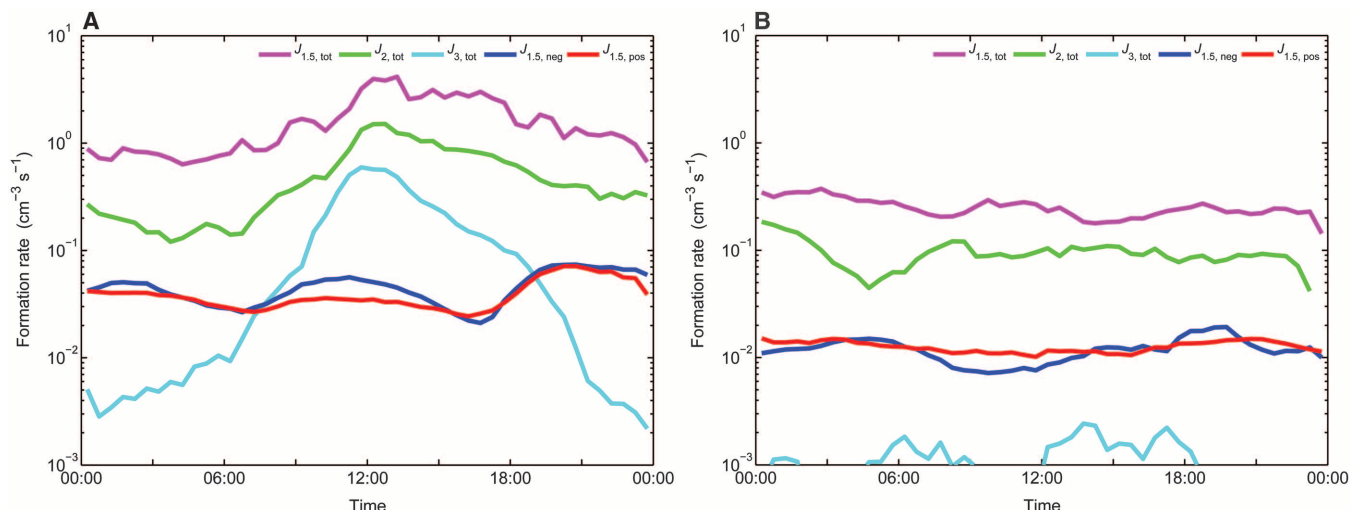 A
J1.5, tot J2, tot J3, tot J1.5, neg J1.5, pos
10^1
10^0
10^−1
10^−2
10^−3
Formation rate (cm^−3 s^−1)
00:00 06:00 12:00 18:00 00:00
Time
B
J1.5, tot J2, tot J3, tot J1.5, neg J1.5, pos
10^1
10^0
10^−1
10^−2
10^−3
Formation rate (cm^−3 s^−1)
00:00 06:00 12:00 18:00 00:00
Time